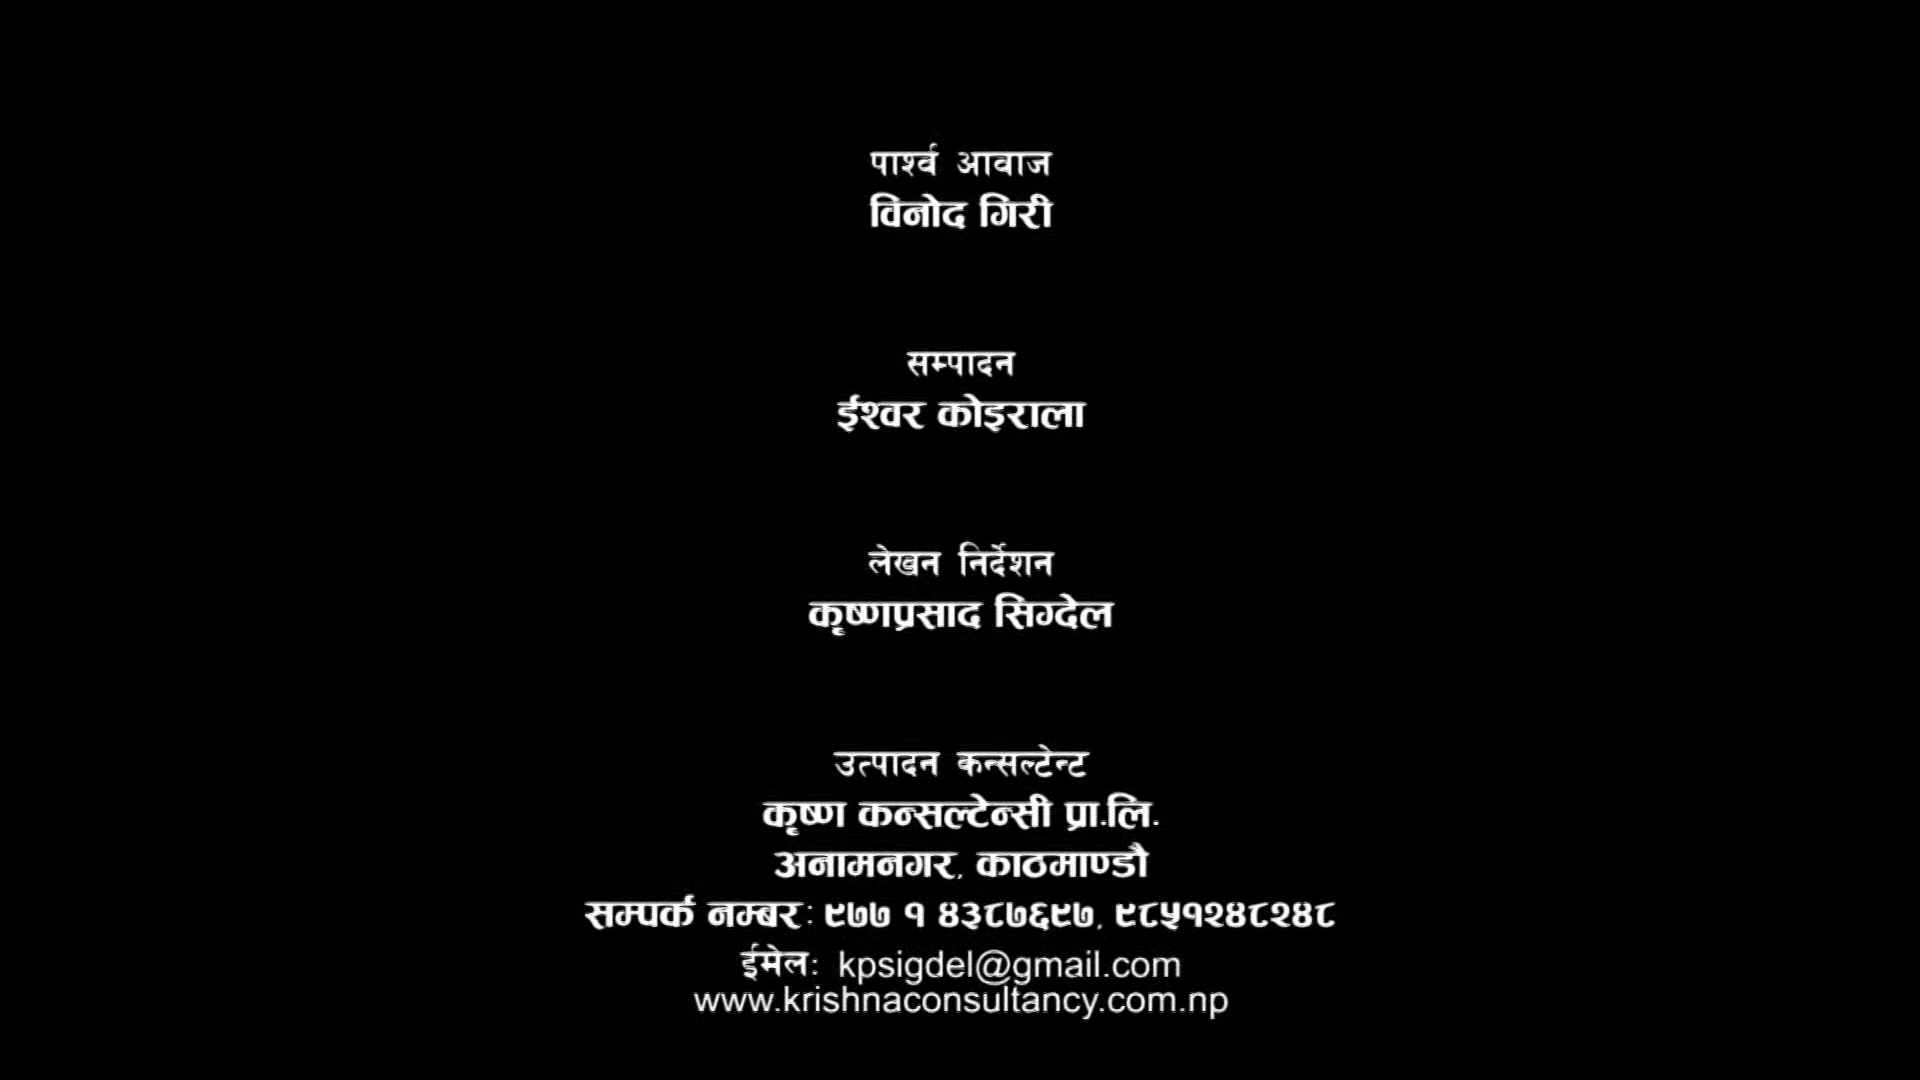 पार्श्व आवाज
विनोद गिरी
सम्पादन
ईश्वर कोइराला
लेखन निर्देशन
कृष्णप्रसाद सिग्देल
उत्पादन कन्सल्टेन्ट
कृष्ण कन्सल्टेन्सी प्रा.लि.
अनामनगर, काठमाण्डौ
सम्पर्क नम्बर: ९७७ १ ४३८७६९७, ९८५१२४८२४८
ईमेल: kpsigdel@gmail.com
www.krishnaconsultancy.com.np